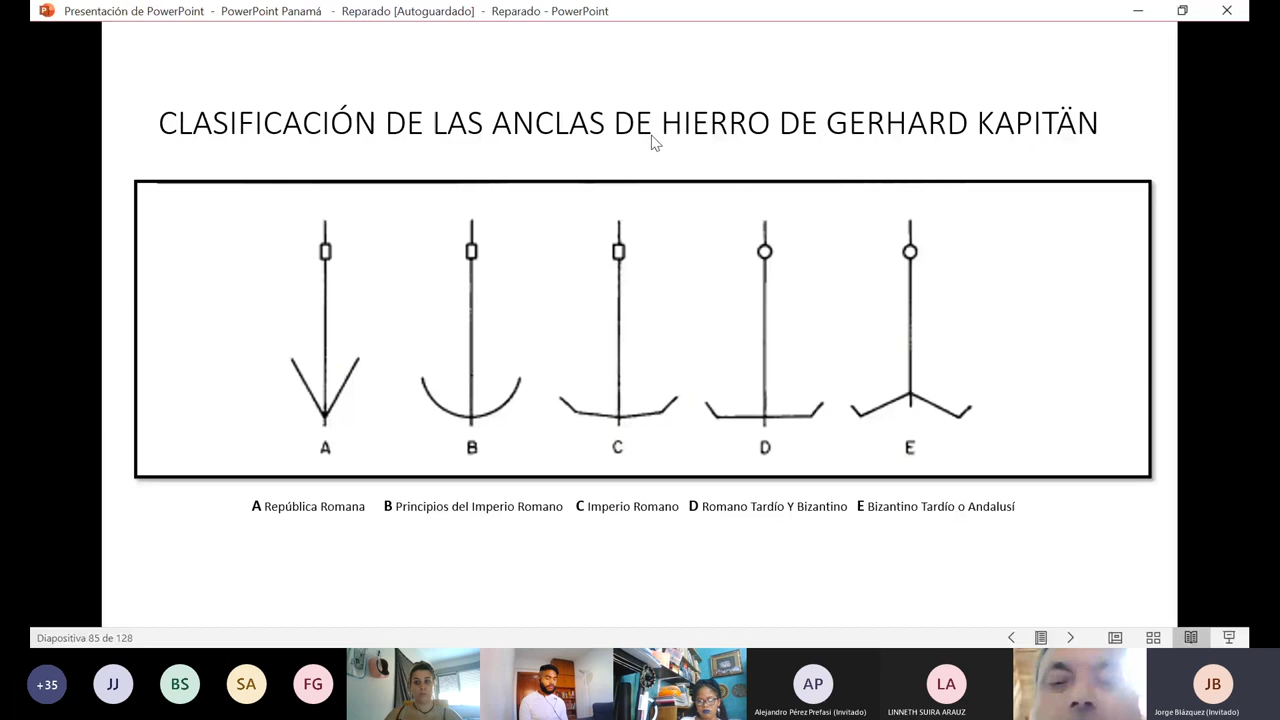 Presentación de PowerPoint - PowerPoint Panamá - Reparado [Autoguardado] - Reparado - PowerPoint
CLASIFICACIÓN DE LAS ANCLAS DE HIERRO DE GERHARD KAPITÄN
A B C D E
A República Romana B Principios del Imperio Romano C Imperio Romano D Romano Tardío Y Bizantino E Bizantino Tardío o Andalusí
Diapositiva 85 de 128
+35 JJ BS SA FG AP LA JB
Alejandro Pérez Prefasi (Invitado) LINNETH SUIRA ARAUZ Jorge Blázquez (Invitado)